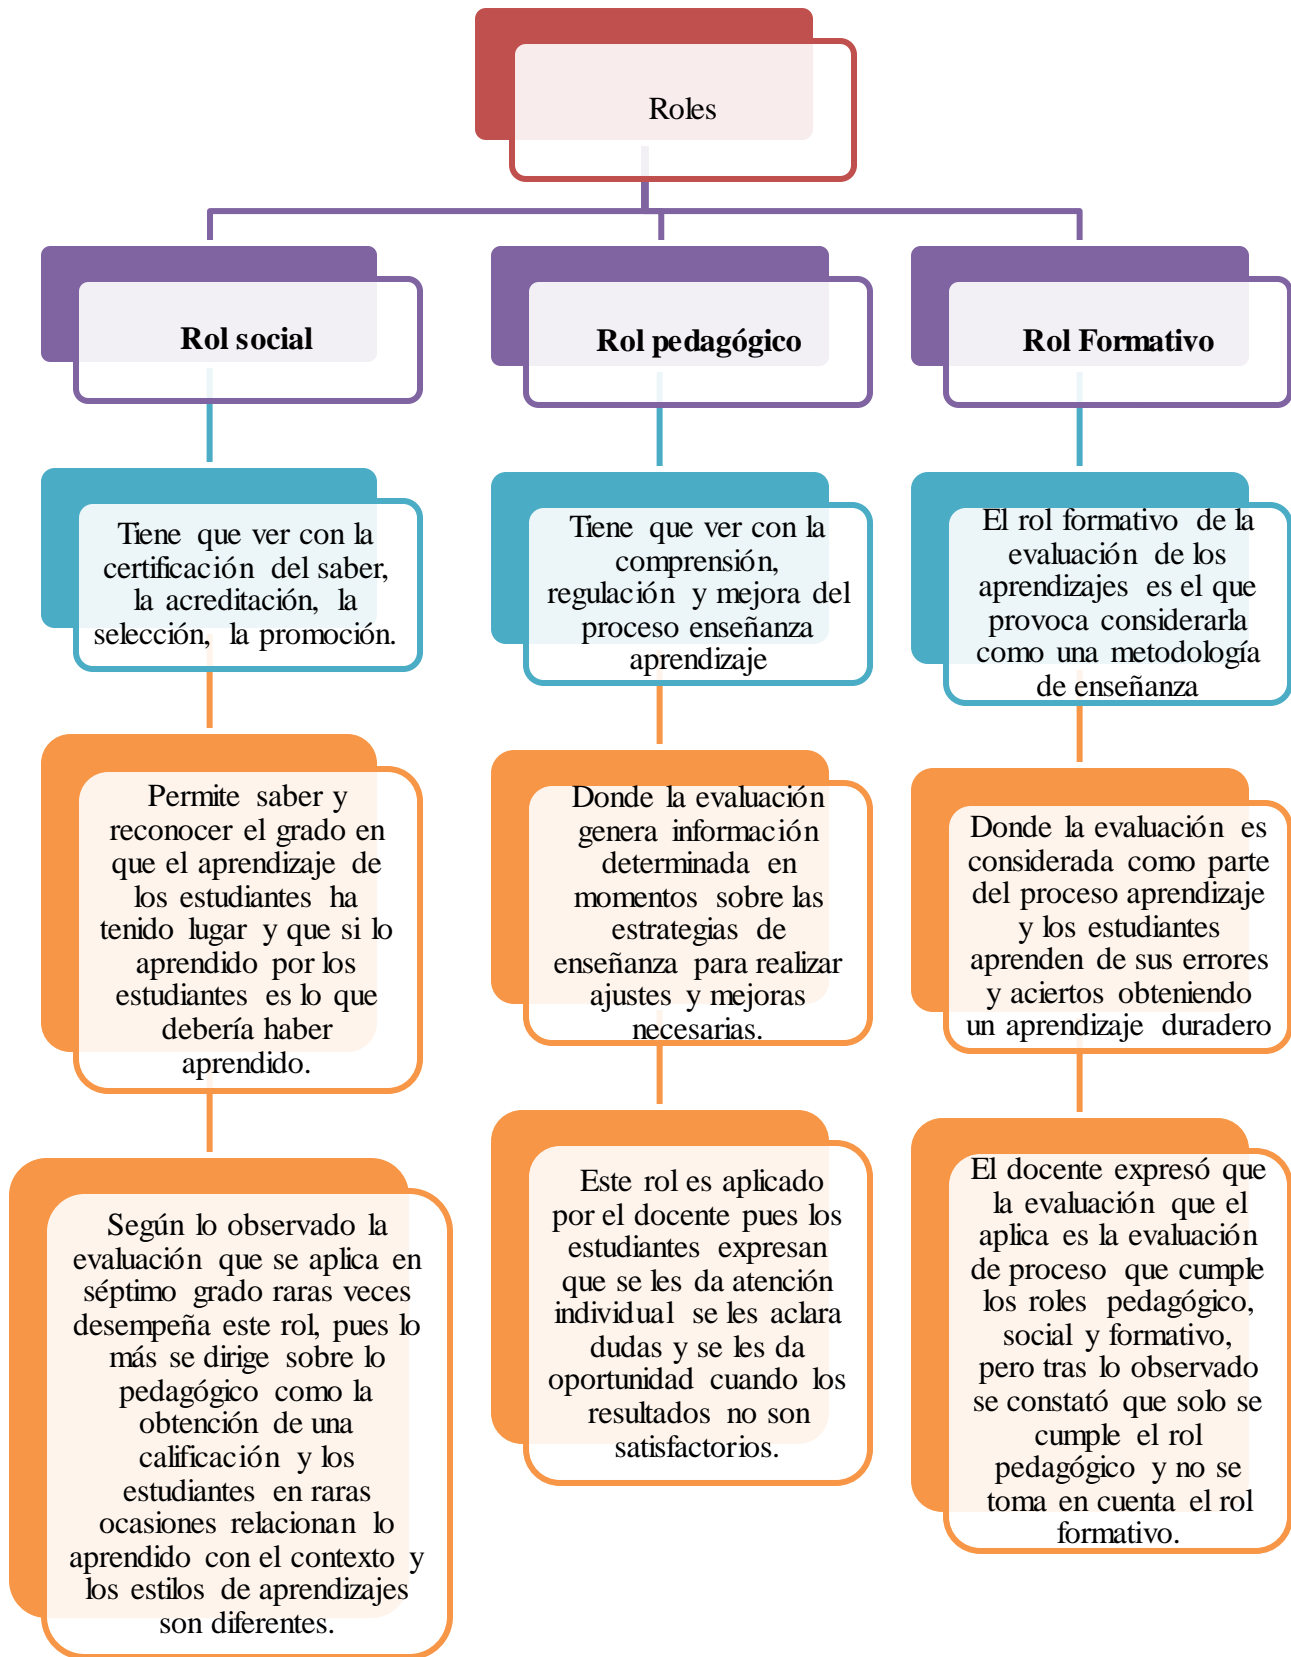 Roles
Rol social
Tiene que ver con la
certificación del saber,
la acreditación, la
selección, la promoción.
Permite saber y
reconocer el grado en
que el aprendizaje de
los estudiantes ha
tenido lugar y que si lo
aprendido por los
estudiantes es lo que
debería haber
aprendido.
Según lo observado la
evaluación que se aplica en
séptimo grado raras veces
desempeña este rol, pues lo
más se dirige sobre lo
pedagógico como la
obtención de una
calificación y los
estudiantes en raras
ocasiones relacionan lo
aprendido con el contexto y
los estilos de aprendizajes
son diferentes.
Rol pedagógico
Tiene que ver con la
comprensión,
regulación y mejora del
proceso enseñanza
aprendizaje
Donde la evaluación
genera información
determinada en
momentos sobre las
estrategias de
enseñanza para realizar
ajustes y mejoras
necesarias.
Este rol es aplicado
por el docente pues los
estudiantes expresan
que se les da atención
individual se les aclara
dudas y se les da
oportunidad cuando los
resultados no son
satisfactorios.
Rol Formativo
El rol formativo de la
evaluación de los
aprendizajes es el que
provoca considerarla
como una metodología
de enseñanza
Donde la evaluación es
considerada como parte
del proceso aprendizaje
y los estudiantes
aprenden de sus errores
y aciertos obteniendo
un aprendizaje duradero
El docente expresó que
la evaluación que el
aplica es la evaluación
de proceso que cumple
los roles pedagógico,
social y formativo,
pero tras lo observado
se constató que solo se
cumple el rol
pedagógico y no se
toma en cuenta el rol
formativo.